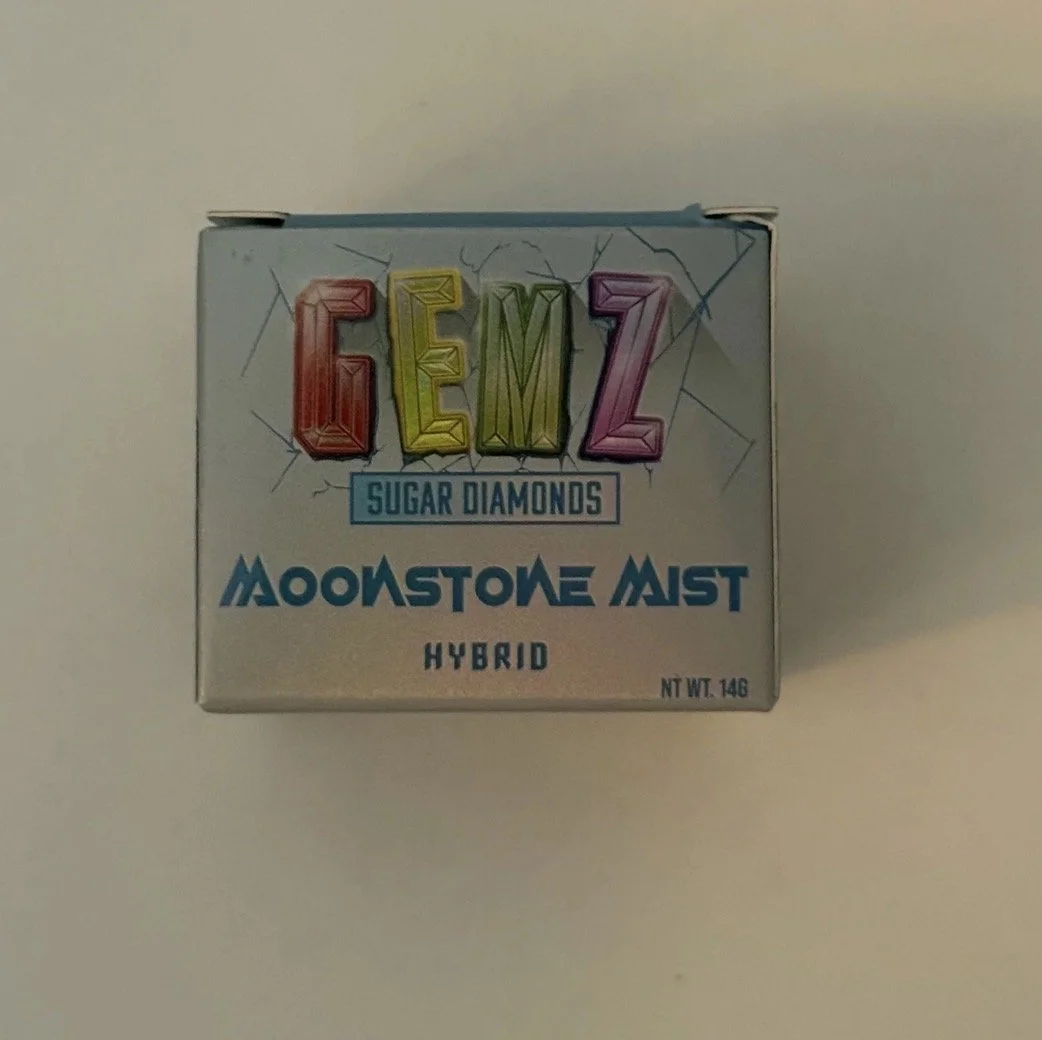 GEMZ
SUGAR DIAMONDS
MOONSTONE MIST
HYBRID
NT WT. 14G